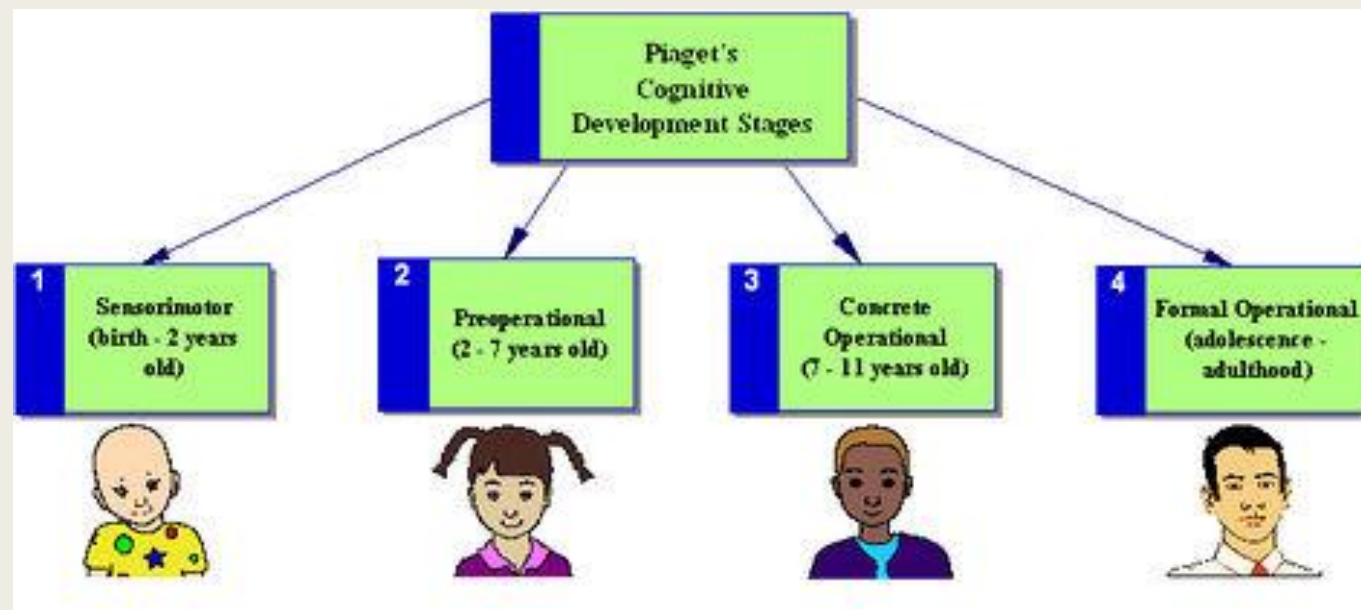 Piaget's
Cognitive
Development Stages
1
Sensorimotor
(birth - 2 years
old)
2
Preoperational
(2 - 7 years old)
3
Concrete
Operational
(7 - 11 years old)
4
Formal Operational
(adolescence -
adulthood)